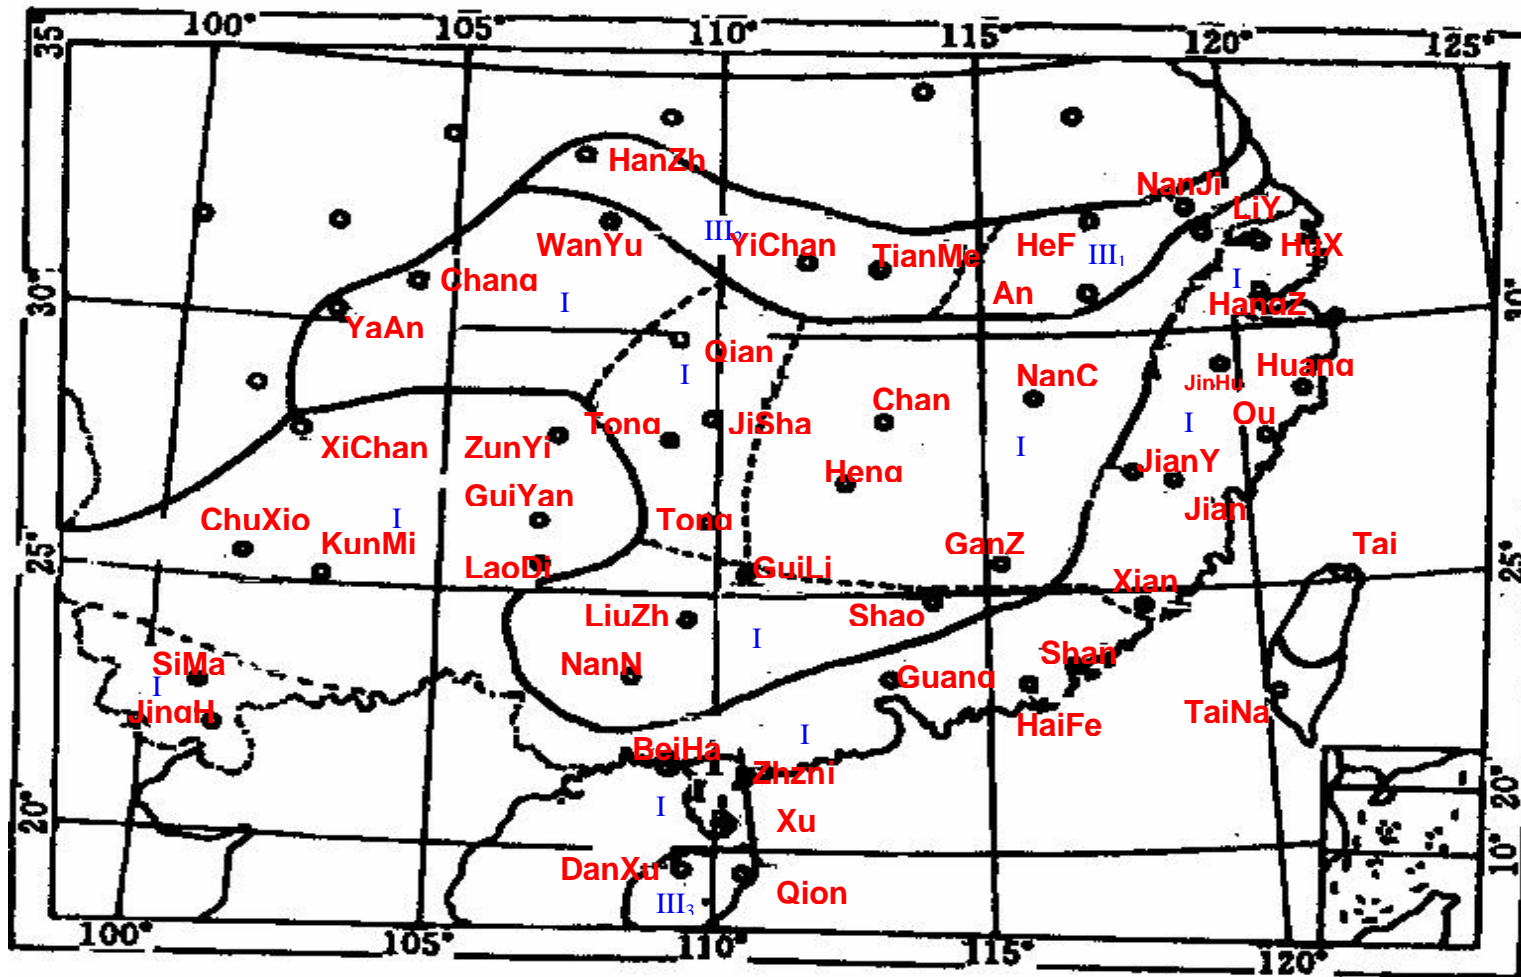 100° 105° 110° 115° 120° 125°
35°
HanZh
NanJi
LiY
WanYu III₂ YiChan TianMe HeF III₁ HuX
Chang I An I
30° YaAn HangZ 30°
Qian
I NanC JinHu Huang
Tong JiSha Chan I Ou
XiChan ZunYi I JianY
Heng
GuiYan
ChuXio I Tong Jian
KunMi GanZ Tai
25° LaoDi GuiLi Xian 25°
LiuZh I Shao
SiMa NanN Guang Shan
I
JingH HaiFe TaiNa
BeiHa I
Zhzni
20° I Xu 20°
DanXu 10°
III₃ Qion
100° 105° 110° 115° 120°